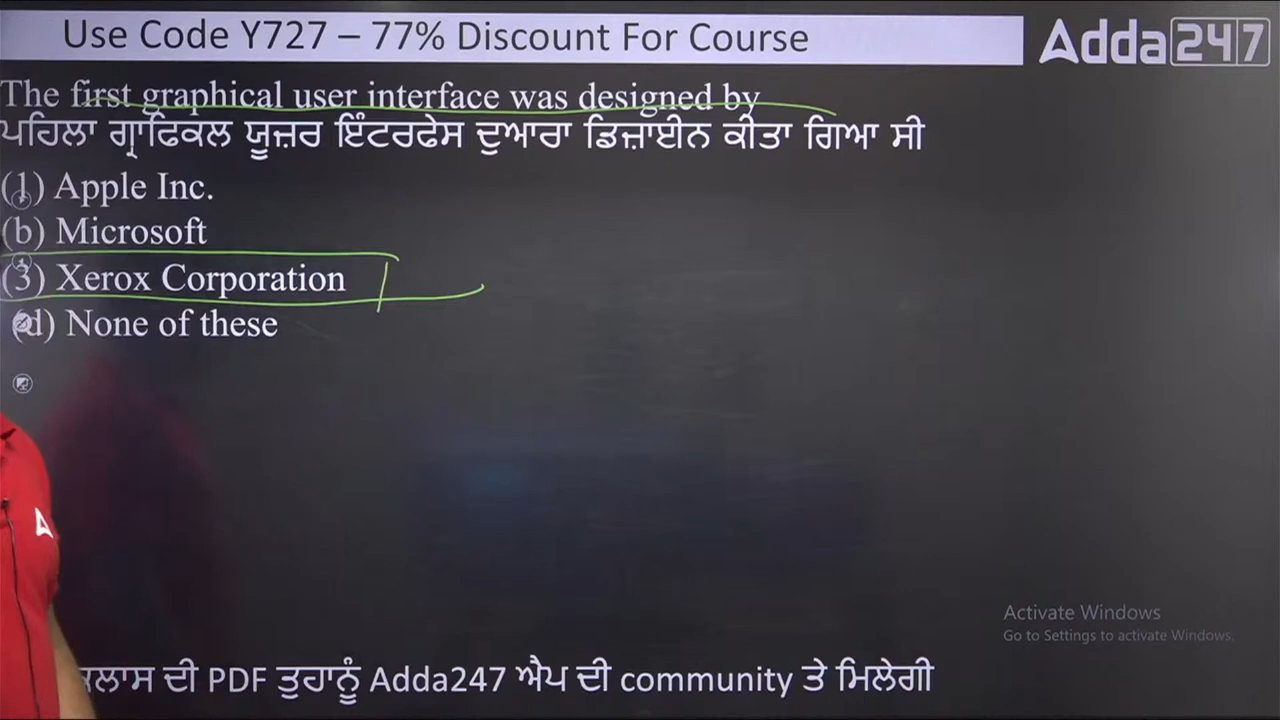 Use Code Y727 – 77% Discount For Course
Adda247
The first graphical user interface was designed by
ਪਹਿਲਾ ਗ੍ਰਾਫਿਕਲ ਯੂਜ਼ਰ ਇੰਟਰਫੇਸ ਦੁਆਰਾ ਡਿਜ਼ਾਈਨ ਕੀਤਾ ਗਿਆ ਸੀ
(1) Apple Inc.
(b) Microsoft
(3) Xerox Corporation
(d) None of these
Activate Windows
Go to Settings to activate Windows.
ਦੀ PDF ਤੁਹਾਨੂੰ Adda247 ਐਪ ਦੀ community ਤੇ ਮਿਲੇਗੀ